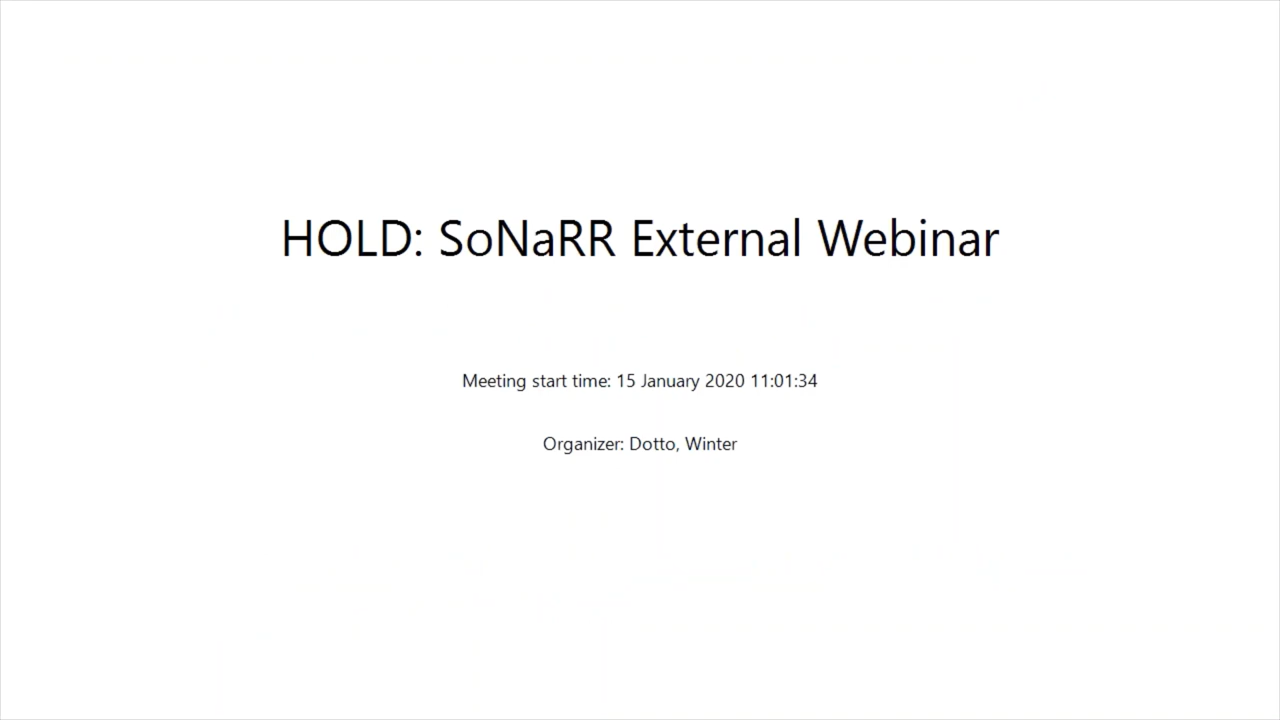 HOLD: SoNaRR External Webinar
Meeting start time: 15 January 2020 11:01:34
Organizer: Dotto, Winter